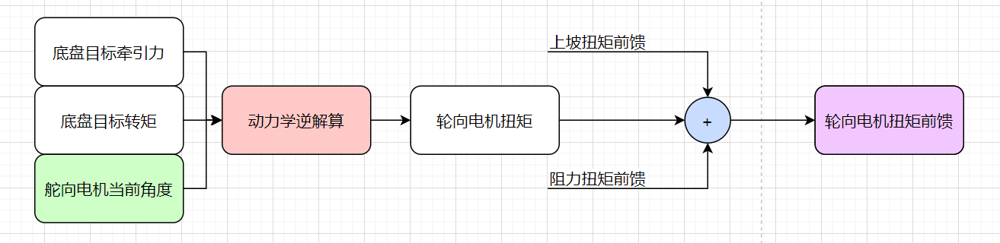 底盘目标牵引力
底盘目标转矩
舵向电机当前角度
动力学逆解算
轮向电机扭矩
上坡扭矩前馈
+
阻力扭矩前馈
轮向电机扭矩前馈